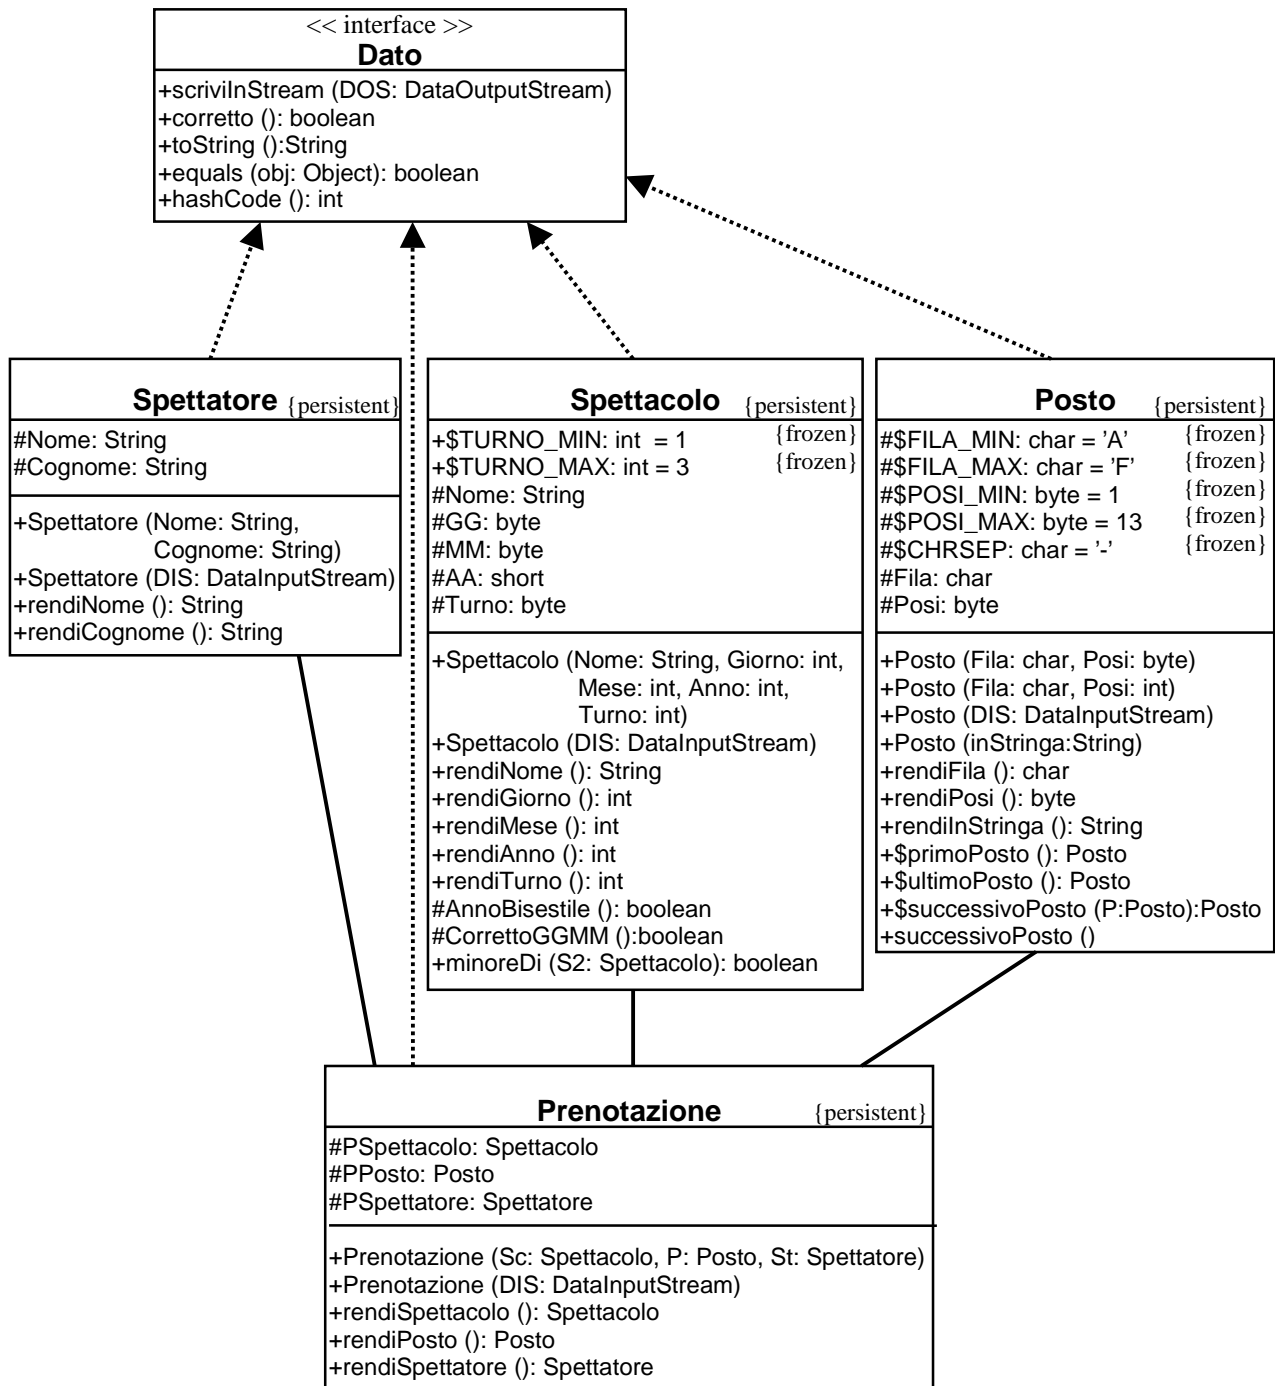 << interface >>
Dato
+scriviInStream (DOS: DataOutputStream)
+corretto (): boolean
+toString ():String
+equals (obj: Object): boolean
+hashCode (): int
Spettatore {persistent}
#Nome: String
#Cognome: String
+Spettatore (Nome: String,
Cognome: String)
+Spettatore (DIS: DataInputStream)
+rendiNome (): String
+rendiCognome (): String
Spettacolo {persistent}
+$TURNO_MIN: int = 1 {frozen}
+$TURNO_MAX: int = 3 {frozen}
#Nome: String
#GG: byte
#MM: byte
#AA: short
#Turno: byte
+Spettacolo (Nome: String, Giorno: int,
Mese: int, Anno: int,
Turno: int)
+Spettacolo (DIS: DataInputStream)
+rendiNome (): String
+rendiGiorno (): int
+rendiMese (): int
+rendiAnno (): int
+rendiTurno (): int
#AnnoBisestile (): boolean
#CorrettoGGMM ():boolean
+minoreDi (S2: Spettacolo): boolean
Posto {persistent}
#$FILA_MIN: char = 'A' {frozen}
#$FILA_MAX: char = 'F' {frozen}
#$POSI_MIN: byte = 1 {frozen}
#$POSI_MAX: byte = 13 {frozen}
#$CHRSEP: char = '-' {frozen}
#Fila: char
#Posi: byte
+Posto (Fila: char, Posi: byte)
+Posto (Fila: char, Posi: int)
+Posto (DIS: DataInputStream)
+Posto (inStringa:String)
+rendiFila (): char
+rendiPosi (): byte
+rendiInStringa (): String
+$primoPosto (): Posto
+$ultimoPosto (): Posto
+$successivoPosto (P:Posto):Posto
+successivoPosto ()
Prenotazione {persistent}
#PSpettacolo: Spettacolo
#PPosto: Posto
#PSpettatore: Spettatore
+Prenotazione (Sc: Spettacolo, P: Posto, St: Spettatore)
+Prenotazione (DIS: DataInputStream)
+rendiSpettacolo (): Spettacolo
+rendiPosto (): Posto
+rendiSpettatore (): Spettatore